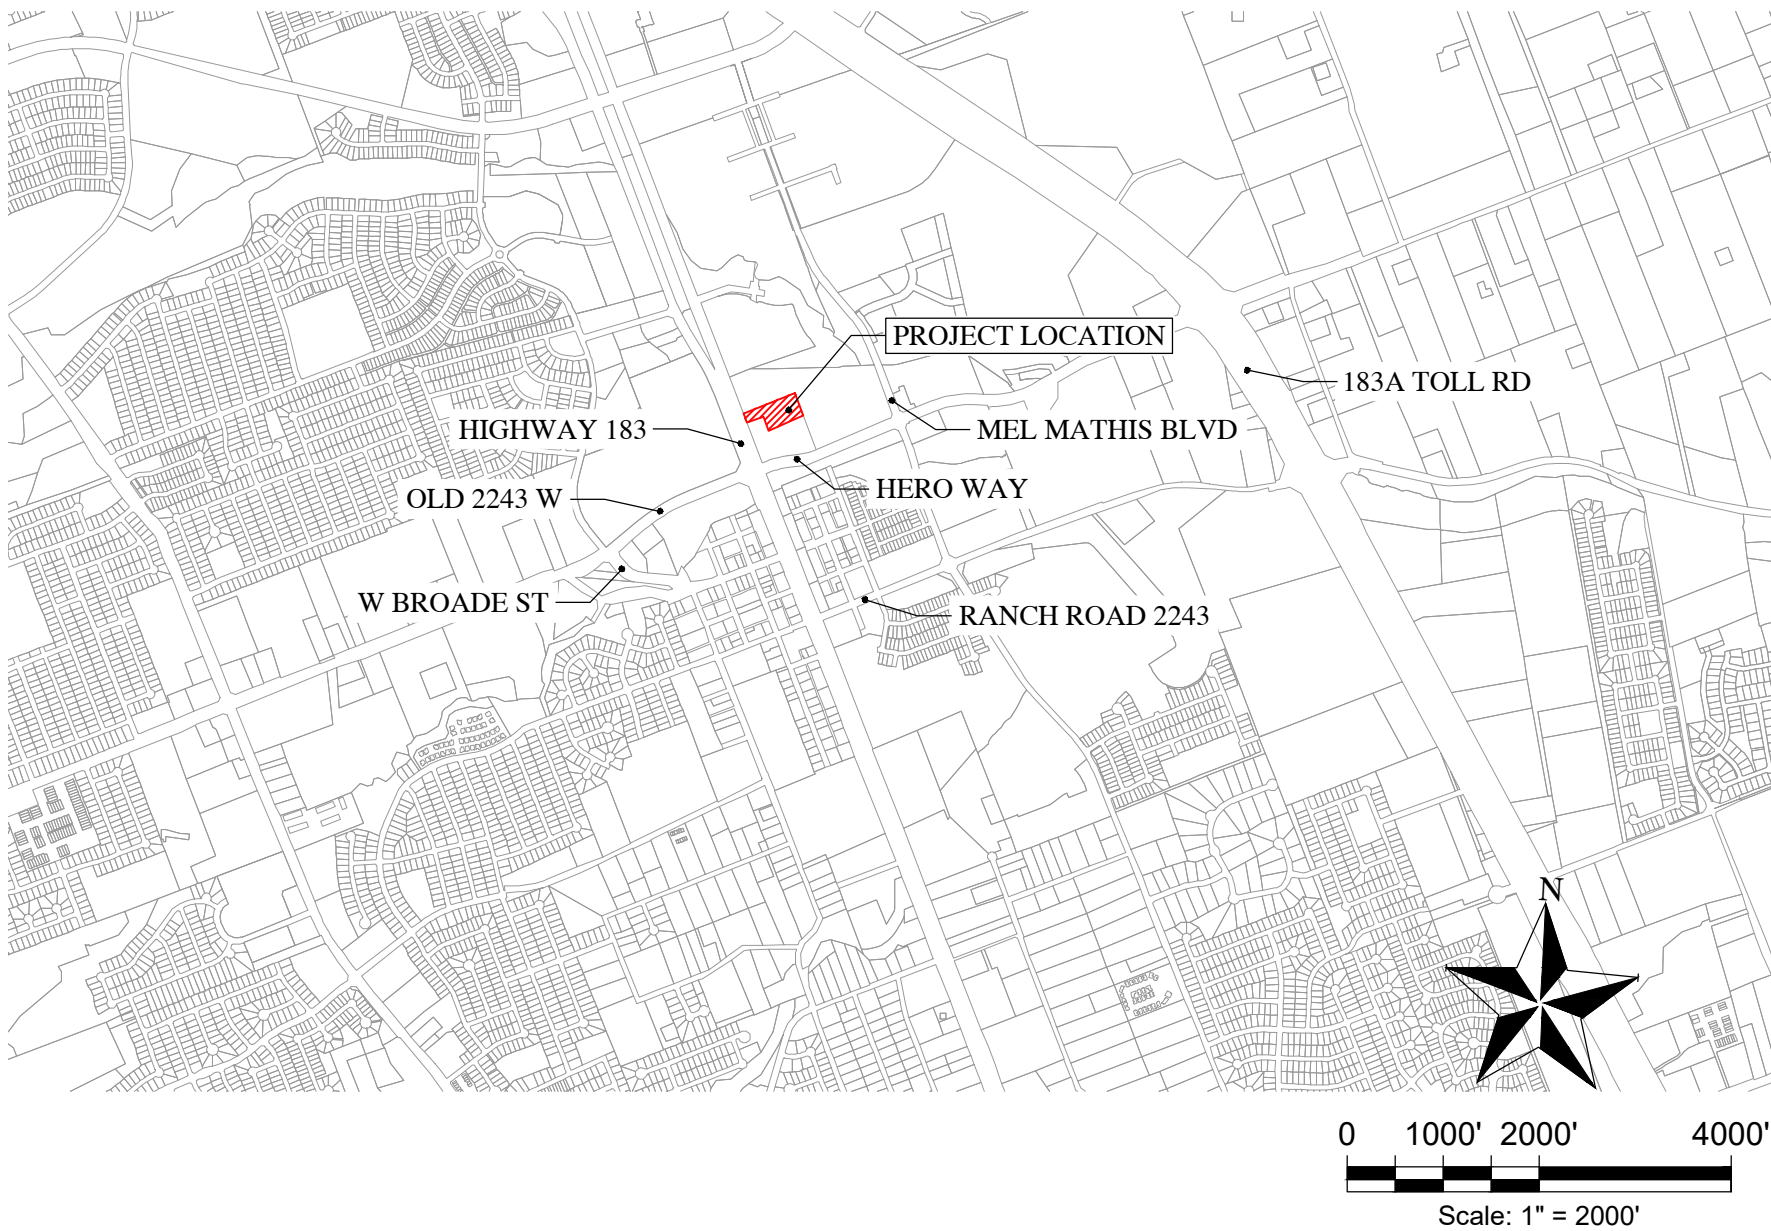 PROJECT LOCATION
183A TOLL RD
HIGHWAY 183
MEL MATHIS BLVD
OLD 2243 W
HERO WAY
W BROADE ST
RANCH ROAD 2243
N
0 1000' 2000' 4000'
Scale: 1" = 2000'